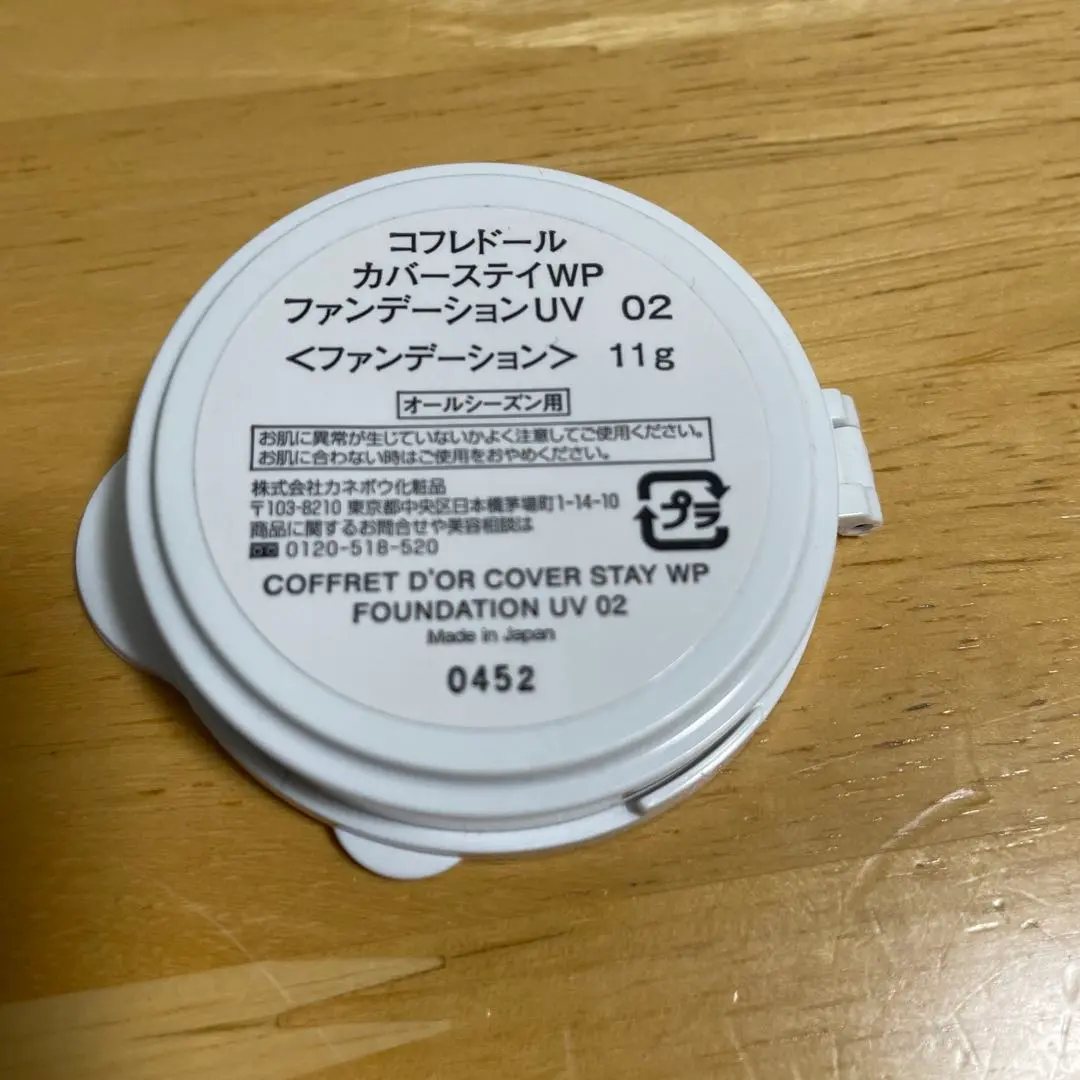 コフレドール
カバーステイWP
ファンデーションUV 02
<ファンデーション> 11g
オールシーズン用
お肌に異常が生じていないかよく注意してご使用ください。
お肌に合わない時はご使用をおやめください。
株式会社カネボウ化粧品
〒103-8210 東京都中央区日本橋茅場町1-14-10
商品に関するお問合せや美容相談は
0120-518-520
プラ
COFFRET D'OR COVER STAY WP
FOUNDATION UV 02
Made in Japan
0452